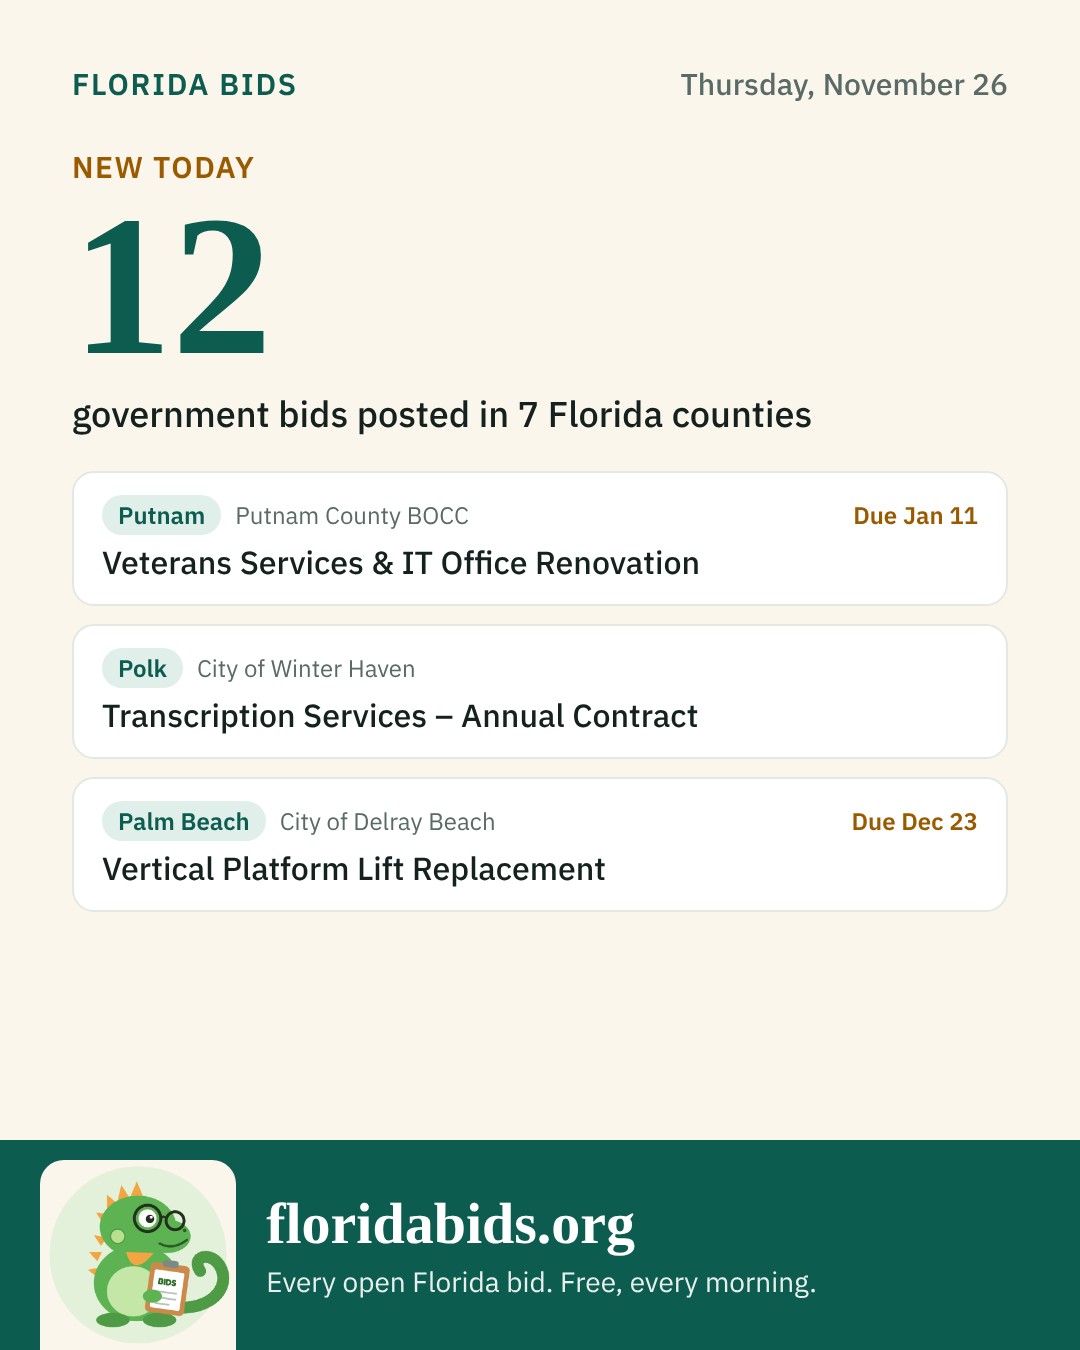 FLORIDA BIDS
Thursday, November 26
NEW TODAY
12
government bids posted in 7 Florida counties
Putnam Putnam County BOCC Due Jan 11
Veterans Services & IT Office Renovation
Polk City of Winter Haven
Transcription Services – Annual Contract
Palm Beach City of Delray Beach Due Dec 23
Vertical Platform Lift Replacement
BIDS
floridabids.org
Every open Florida bid. Free, every morning.